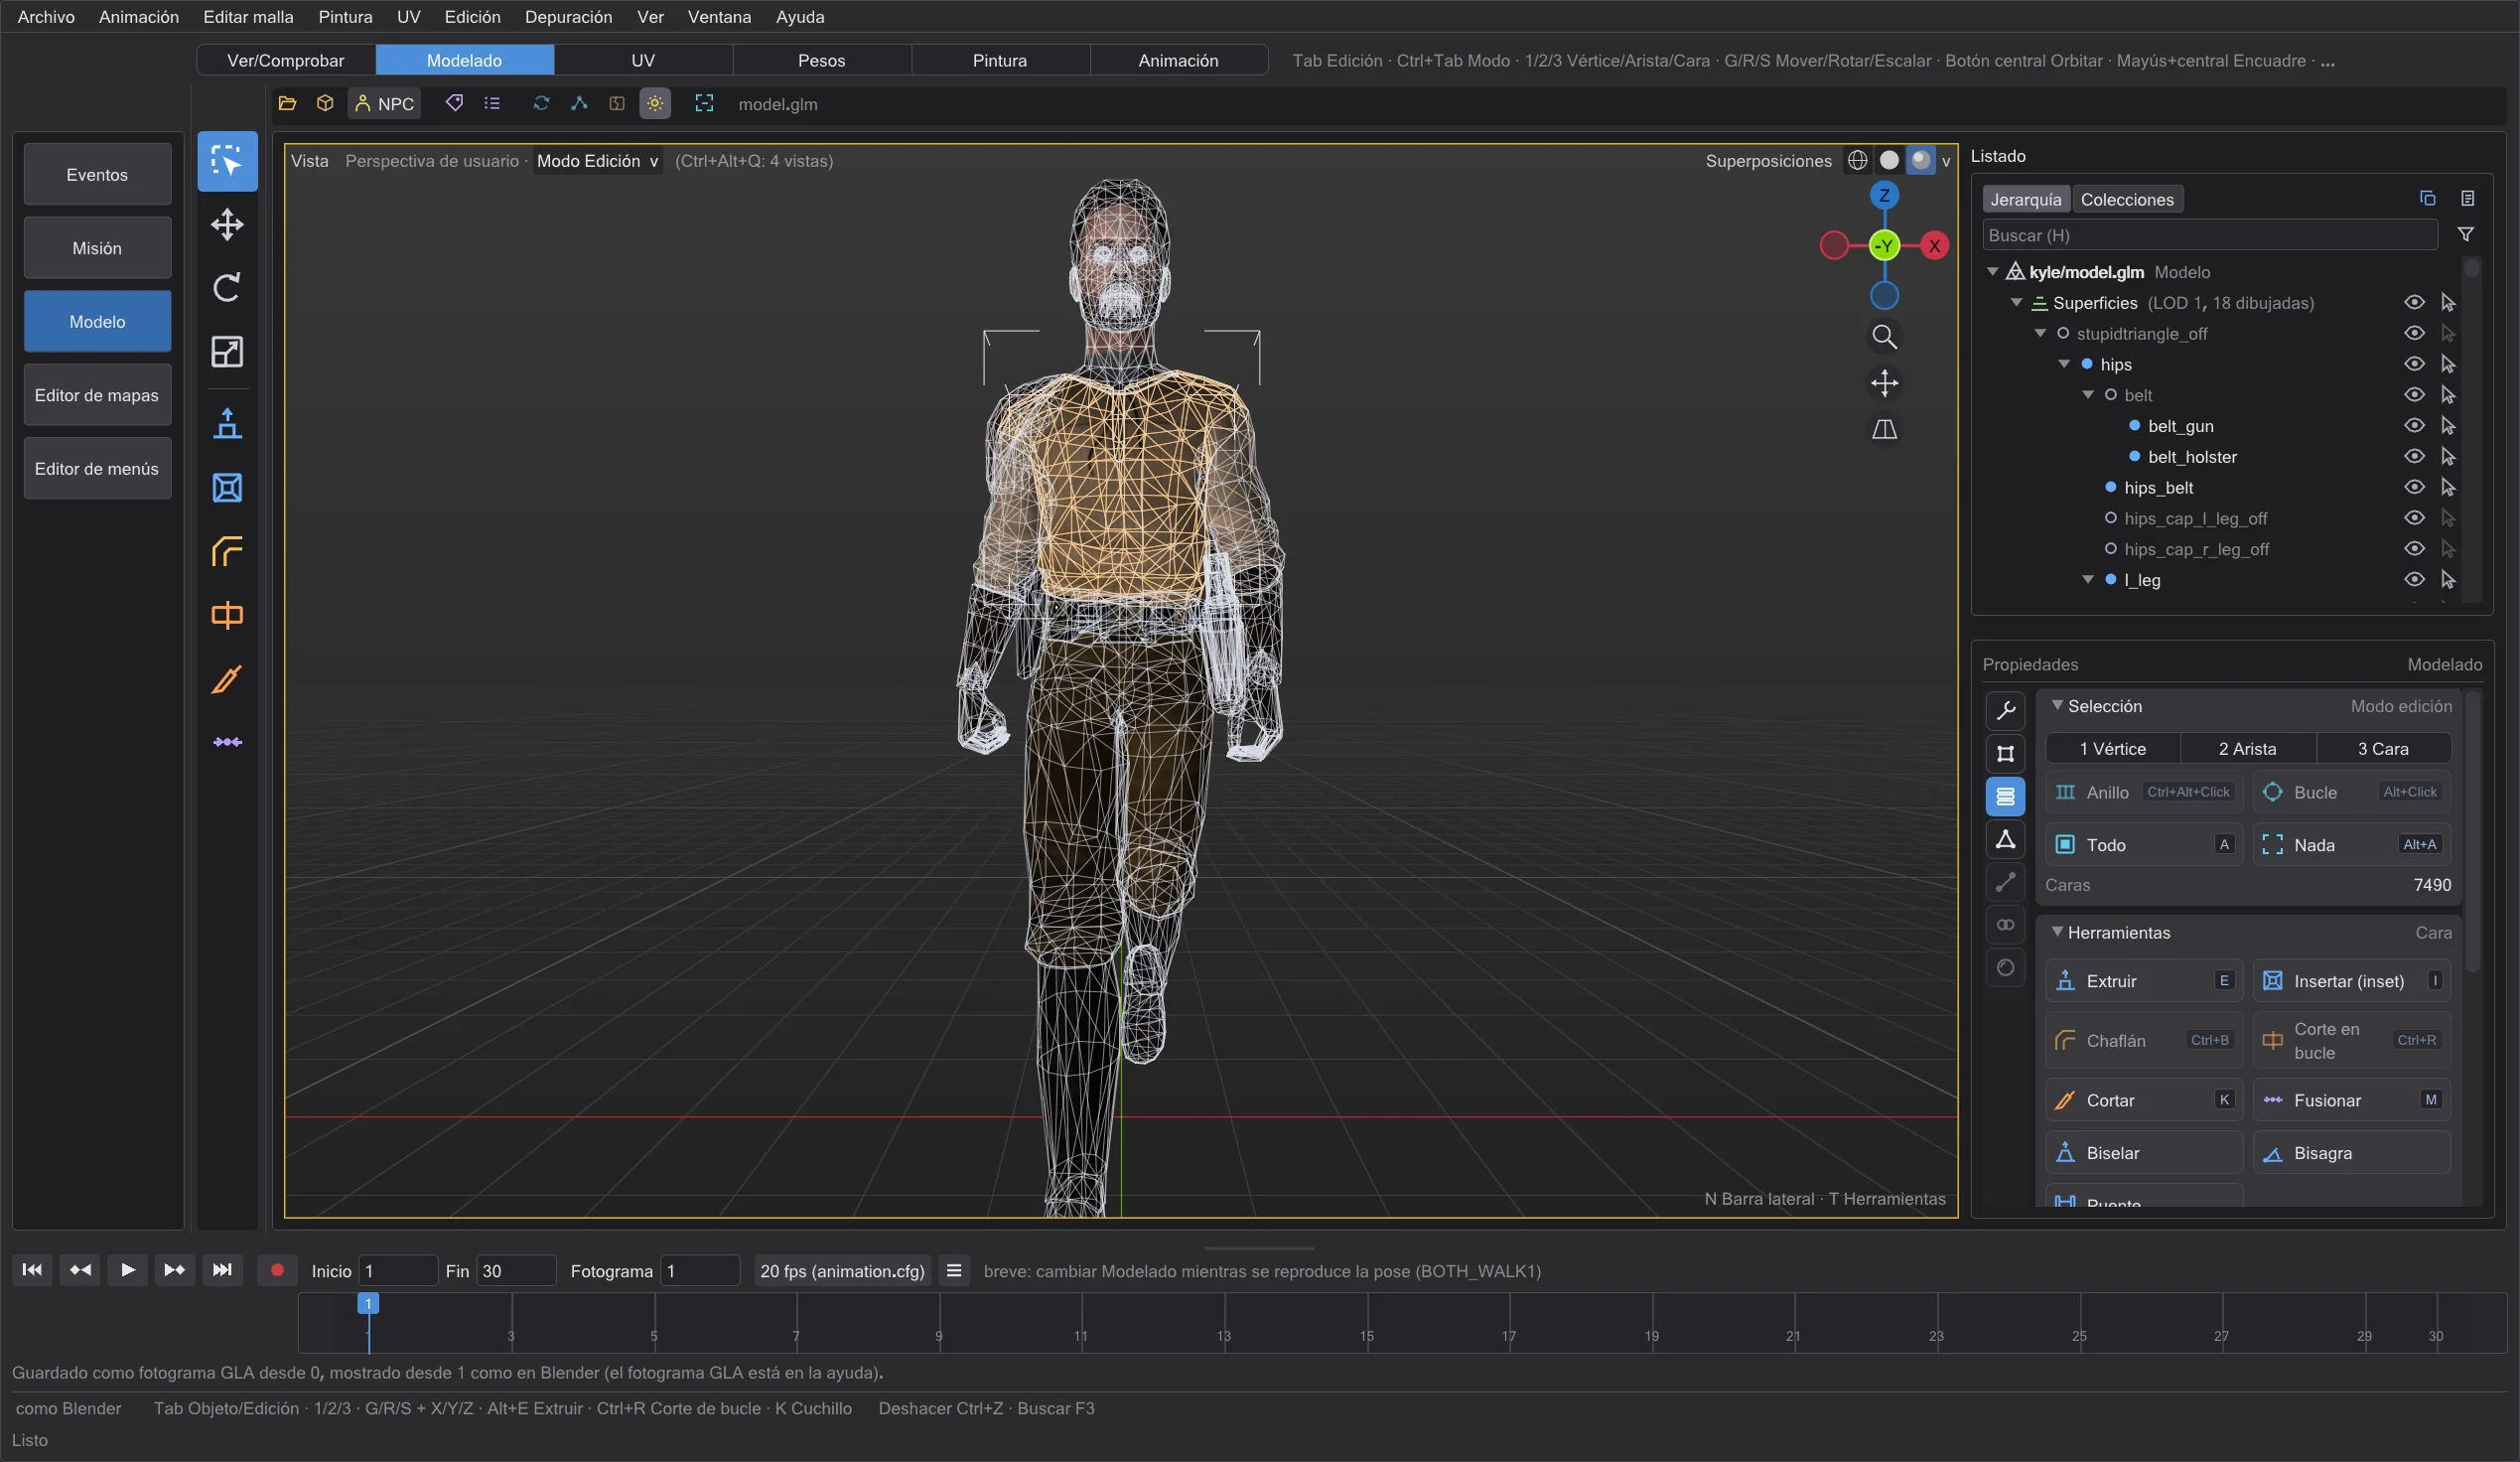 Archivo Animación Editar malla Pintura UV Edición Depuración Ver Ventana Ayuda
Ver/Comprobar Modelado UV Pesos Pintura Animación Tab Edición · Ctrl+Tab Modo · 1/2/3 Vértice/Arista/Cara · G/R/S Mover/Rotar/Escalar · Botón central Orbitar · Mayús+central Encuadre · ...
NPC model.glm
Eventos
Misión
Modelo
Editor de mapas
Editor de menús
Vista Perspectiva de usuario · Modo Edición v (Ctrl+Alt+Q: 4 vistas) Superposiciones v
Z
-Y X
N Barra lateral · T Herramientas
Listado
Jerarquía Colecciones
Buscar (H)
kyle/model.glm Modelo
Superficies (LOD 1, 18 dibujadas)
stupidtriangle_off
hips
belt
belt_gun
belt_holster
hips_belt
hips_cap_l_leg_off
hips_cap_r_leg_off
l_leg
Propiedades Modelado
Selección Modo edición
1 Vértice 2 Arista 3 Cara
Anillo Ctrl+Alt+Click Bucle Alt+Click
Todo A Nada Alt+A
Caras 7490
Herramientas Cara
Extruir E Insertar (inset) I
Chaflán Ctrl+B Corte en bucle Ctrl+R
Cortar K Fusionar M
Biselar Bisagra
Puente
Inicio 1 Fin 30 Fotograma 1 20 fps (animation.cfg) breve: cambiar Modelado mientras se reproduce la pose (BOTH_WALK1)
1
1 3 5 7 9 11 13 15 17 19 21 23 25 27 29 30
Guardado como fotograma GLA desde 0, mostrado desde 1 como en Blender (el fotograma GLA está en la ayuda).
como Blender Tab Objeto/Edición · 1/2/3 · G/R/S + X/Y/Z · Alt+E Extruir · Ctrl+R Corte de bucle · K Cuchillo Deshacer Ctrl+Z · Buscar F3
Listo